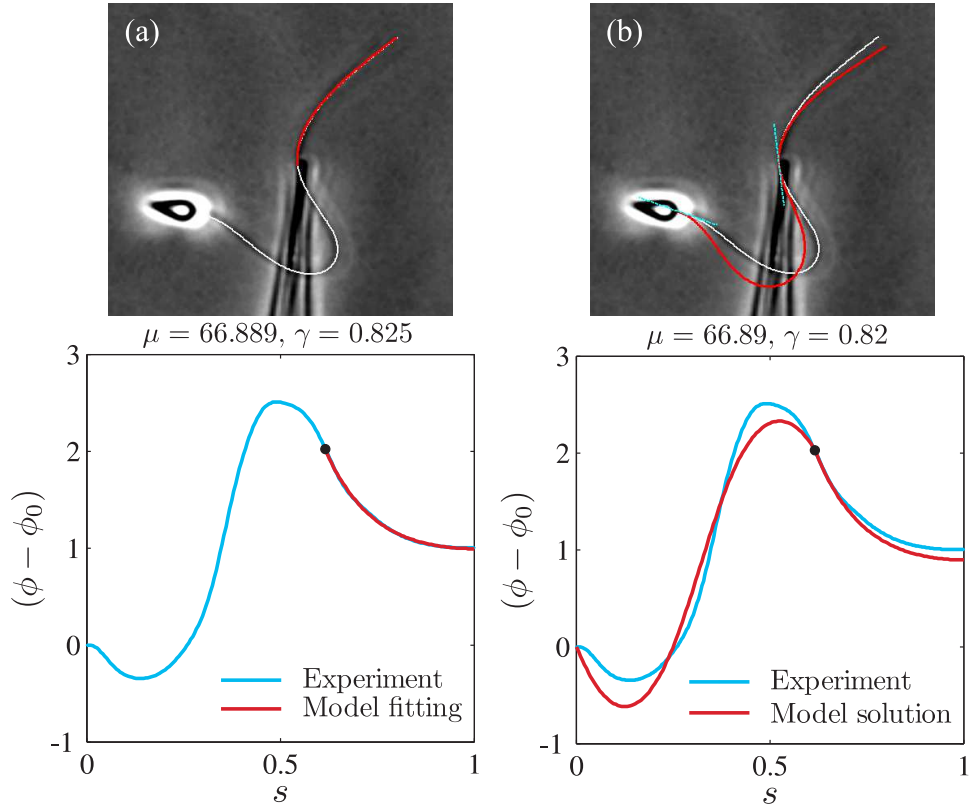 (a)
(b)
μ = 66.889, γ = 0.825
3
2
1
0
-1
(ϕ − ϕ0)
Experiment
Model fitting
0
0.5
1
s
μ = 66.89, γ = 0.82
3
2
1
0
-1
(ϕ − ϕ0)
Experiment
Model solution
0
0.5
1
s